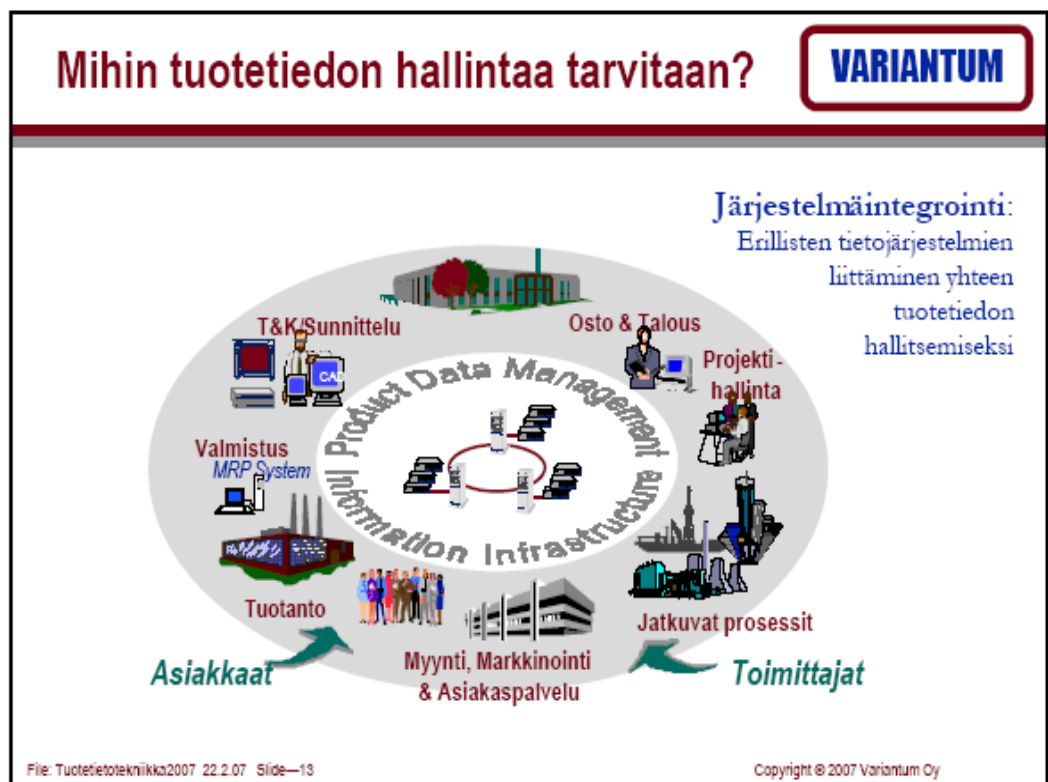 Mihin tuotetiedon hallintaa tarvitaan?
VARIANTUM
Järjestelmäintegrointi:
Erillisten tietojärjestelmien
liittäminen yhteen
tuotetiedon
hallitsemiseksi
T&K/Sunnittelu
CAD
Osto & Talous
Projekti-
hallinta
Product Data Management
Information Infrastructure
Valmistus
MRP System
Tuotanto
Jatkuvat prosessit
Asiakkaat
Myynti, Markkinointi
& Asiakaspalvelu
Toimittajat
File: Tuotetietotekniikka2007 22.2.07 Slide—13
Copyright © 2007 Variantum Oy